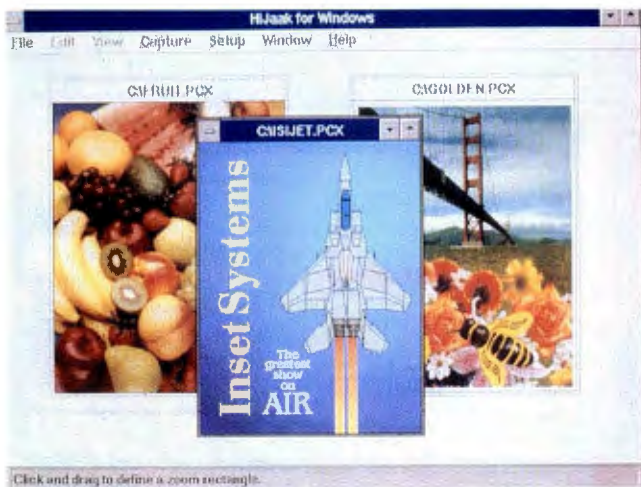 HiJaak for Windows
File Edit View Capture Setup Window Help
C:\FRUIT.PCX
C:\GOLDEN.PCX
C:\ISIJET.PCX
Inset Systems
The
greatest
show
on
AIR
Click and drag to define a zoom rectangle.